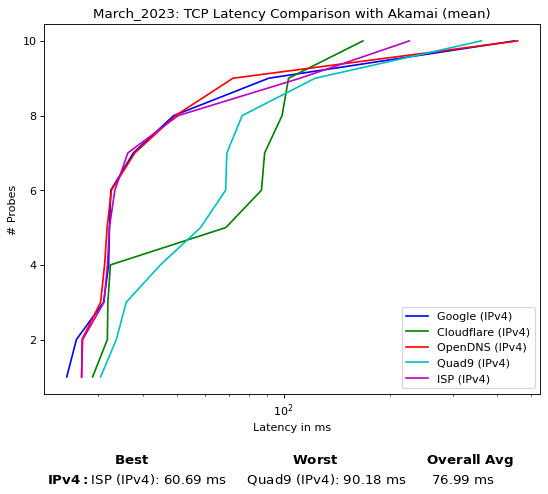 March_2023: TCP Latency Comparison with Akamai (mean)
10
8
6
4
2
# Probes
10²
Latency in ms
Google (IPv4)
Cloudflare (IPv4)
OpenDNS (IPv4)
Quad9 (IPv4)
ISP (IPv4)
Best Worst Overall Avg
IPv4: ISP (IPv4): 60.69 ms Quad9 (IPv4): 90.18 ms 76.99 ms